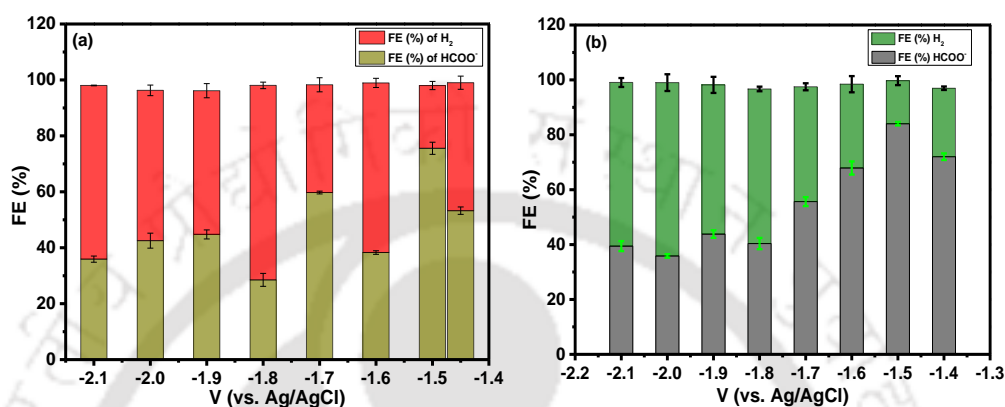 (a)
FE (%) of H₂
FE (%) of HCOO⁻
FE (%)
120
100
80
60
40
20
0
-2.1 -2.0 -1.9 -1.8 -1.7 -1.6 -1.5 -1.4
V (vs. Ag/AgCl)
(b)
FE (%) H₂
FE (%) HCOO⁻
FE (%)
120
100
80
60
40
20
0
-2.2 -2.1 -2.0 -1.9 -1.8 -1.7 -1.6 -1.5 -1.4 -1.3
V (vs. Ag/AgCl)